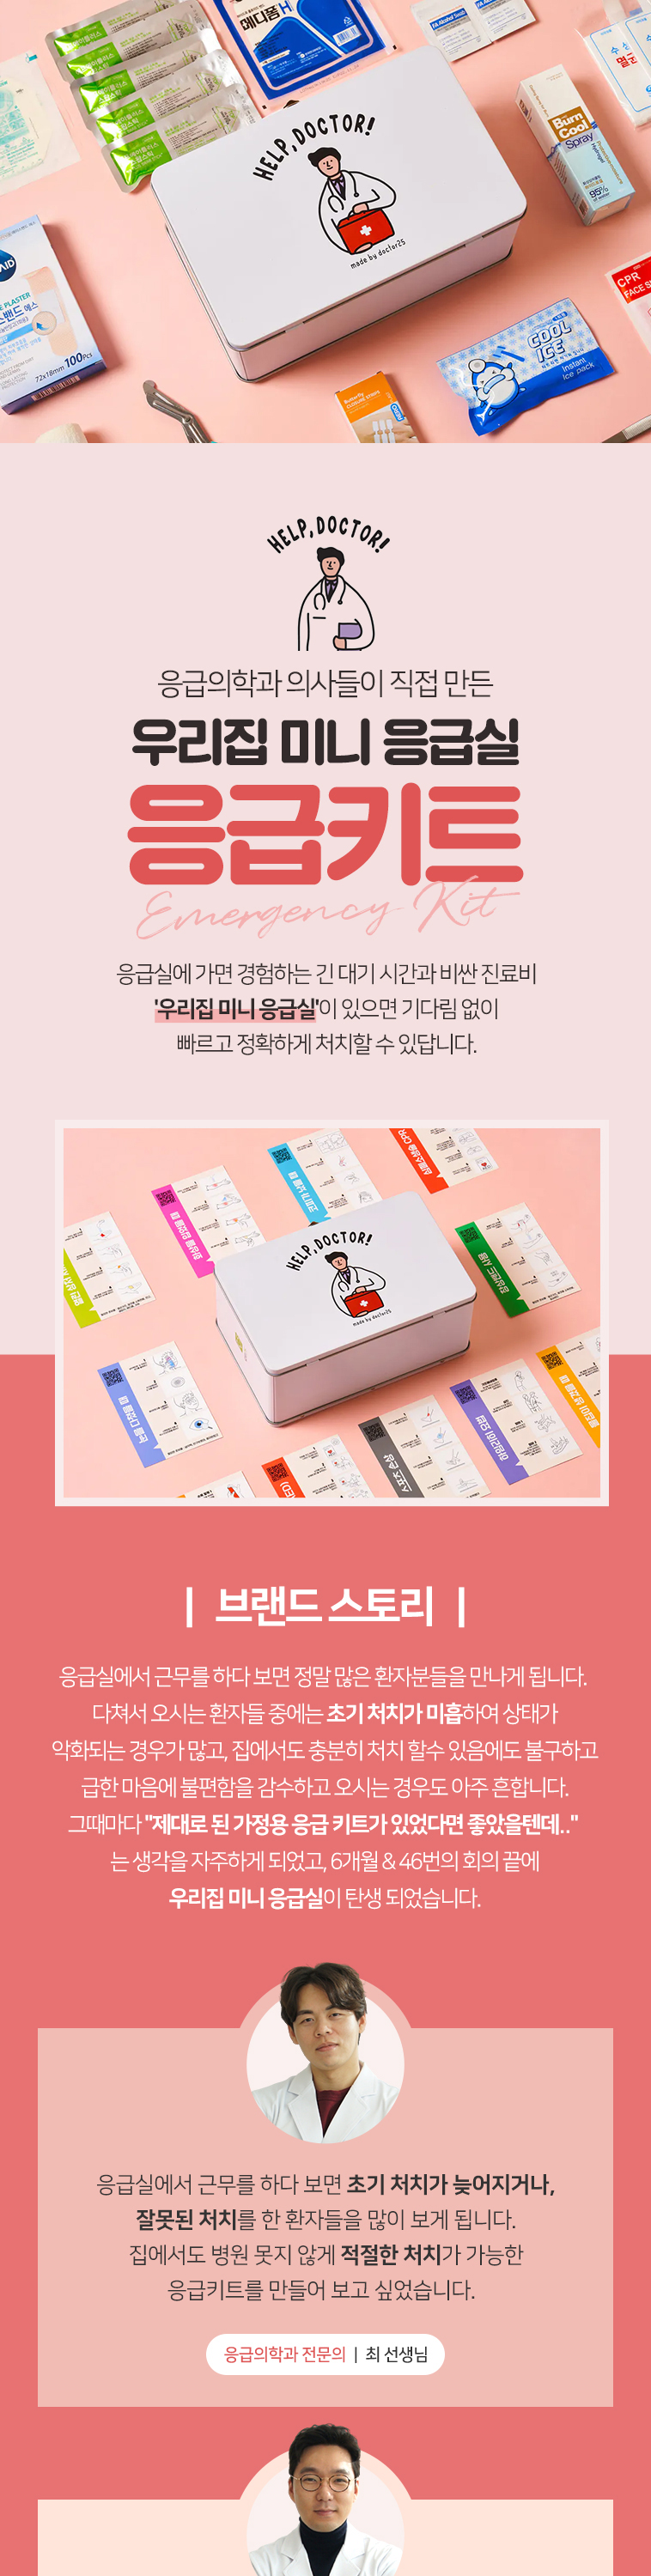 메디폼 H
HELP, DOCTOR!
made by doctor25
Burn
Cool
Spray
Hydrogel
95%
of water
CPR
COOL
ICE
Instant
Ice pack
72x18mm 100Pcs
HELP, DOCTOR!
응급의학과 의사들이 직접 만든
우리집 미니 응급실
응급키트
Emergency Kit
응급실에 가면 경험하는 긴 대기 시간과 비싼 진료비
'우리집 미니 응급실'이 있으면 기다림 없이
빠르고 정확하게 처치할 수 있답니다.
HELP, DOCTOR!
made by doctor25
| 브랜드 스토리 |
응급실에서 근무를 하다 보면 정말 많은 환자분들을 만나게 됩니다.
다쳐서 오시는 환자들 중에는 초기 처치가 미흡하여 상태가
악화되는 경우가 많고, 집에서도 충분히 처치 할수 있음에도 불구하고
급한 마음에 불편함을 감수하고 오시는 경우도 아주 흔합니다.
그때마다 "제대로 된 가정용 응급 키트가 있었다면 좋았을텐데.."
는 생각을 자주하게 되었고, 6개월 & 46번의 회의 끝에
우리집 미니 응급실이 탄생 되었습니다.
응급실에서 근무를 하다 보면 초기 처치가 늦어지거나,
잘못된 처치를 한 환자들을 많이 보게 됩니다.
집에서도 병원 못지 않게 적절한 처치가 가능한
응급키트를 만들어 보고 싶었습니다.
응급의학과 전문의 | 최 선생님